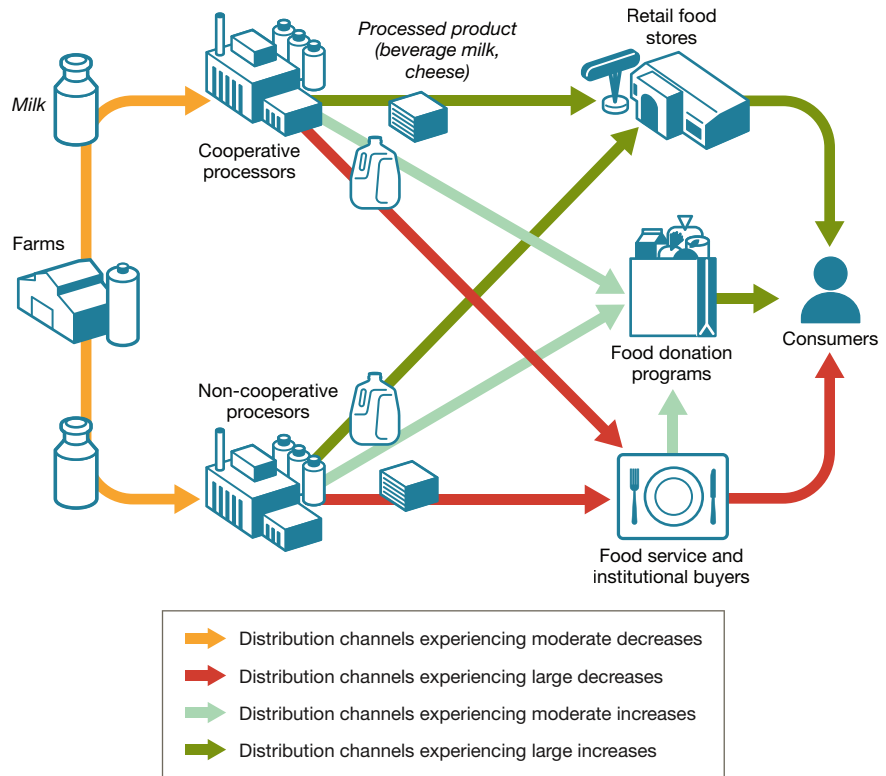 Processed product
(beverage milk,
cheese)
Retail food
stores
Milk
Cooperative
processors
Farms
Food donation
programs
Consumers
Non-cooperative
procesors
Food service and
institutional buyers
Distribution channels experiencing moderate decreases
Distribution channels experiencing large decreases
Distribution channels experiencing moderate increases
Distribution channels experiencing large increases